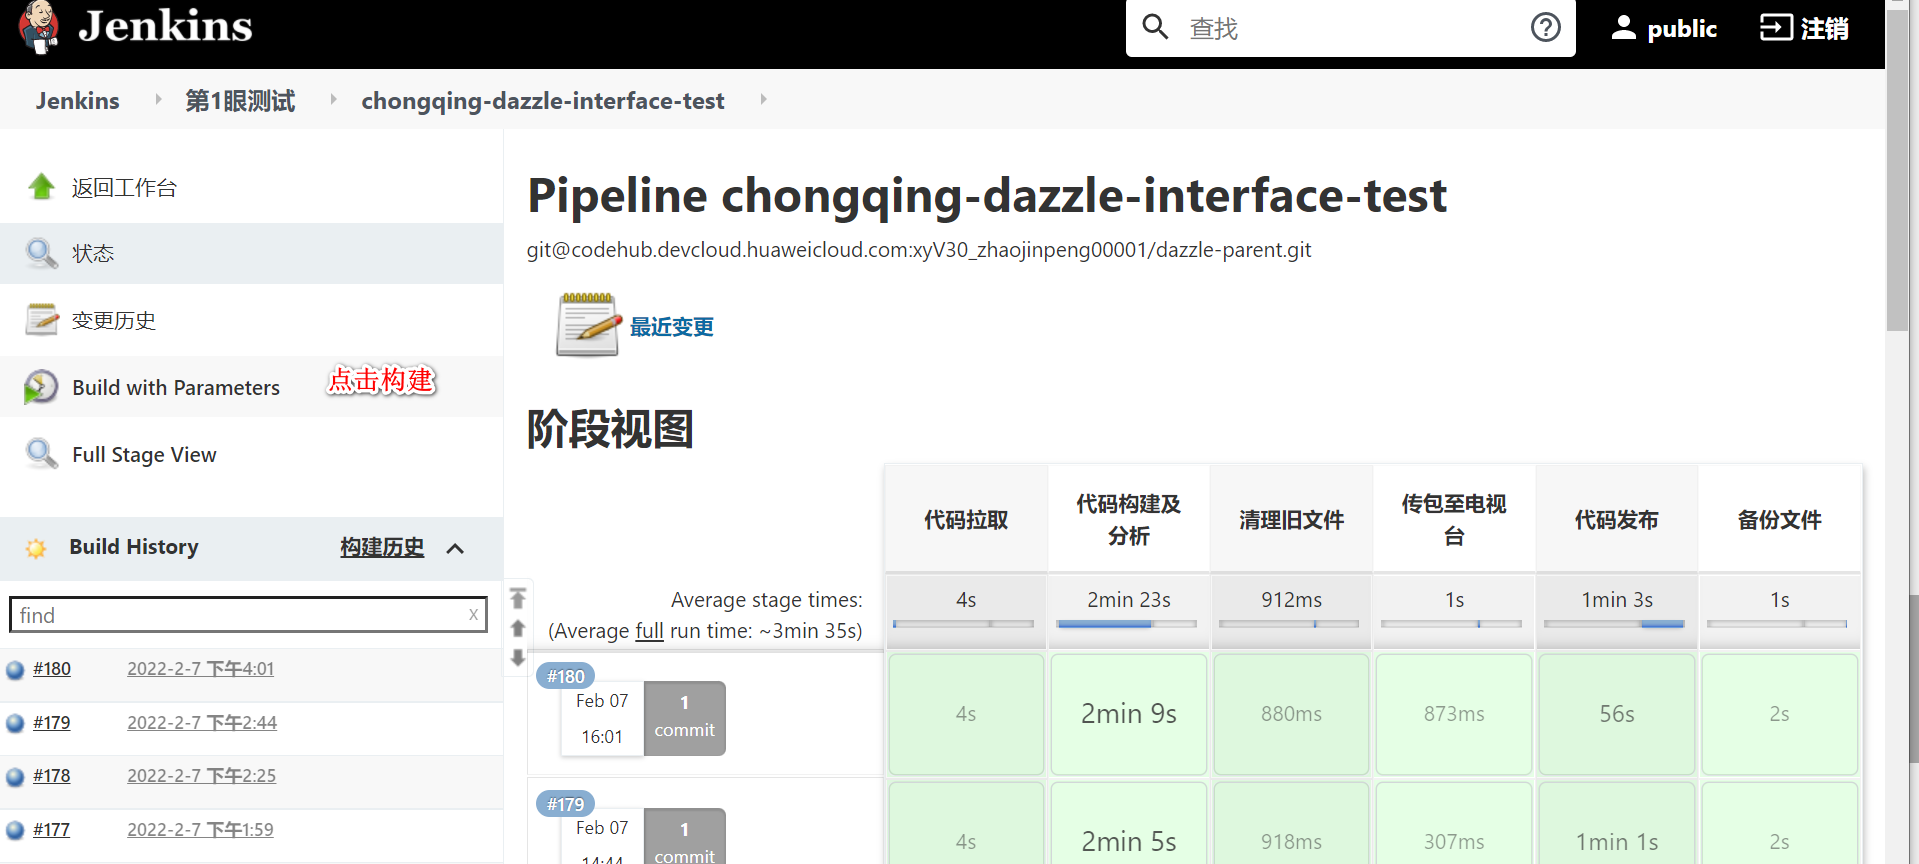 Jenkins
查找
public
注销
Jenkins
第1眼测试
chongqing-dazzle-interface-test
返回工作台
状态
变更历史
Build with Parameters
点击构建
Full Stage View
Build History
构建历史
find
x
#180
2022-2-7 下午4:01
#179
2022-2-7 下午2:44
#178
2022-2-7 下午2:25
#177
2022-2-7 下午1:59
Pipeline chongqing-dazzle-interface-test
git@codehub.devcloud.huaweicloud.com:xyV30_zhaojinpeng00001/dazzle-parent.git
最近变更
阶段视图
代码拉取
代码构建及
分析
清理旧文件
传包至电视
台
代码发布
备份文件
Average stage times:
(Average full run time: ~3min 35s)
4s
2min 23s
912ms
1s
1min 3s
1s
#180
Feb 07
16:01
1
commit
4s
2min 9s
880ms
873ms
56s
2s
#179
Feb 07
14:44
1
commit
4s
2min 5s
918ms
307ms
1min 1s
2s